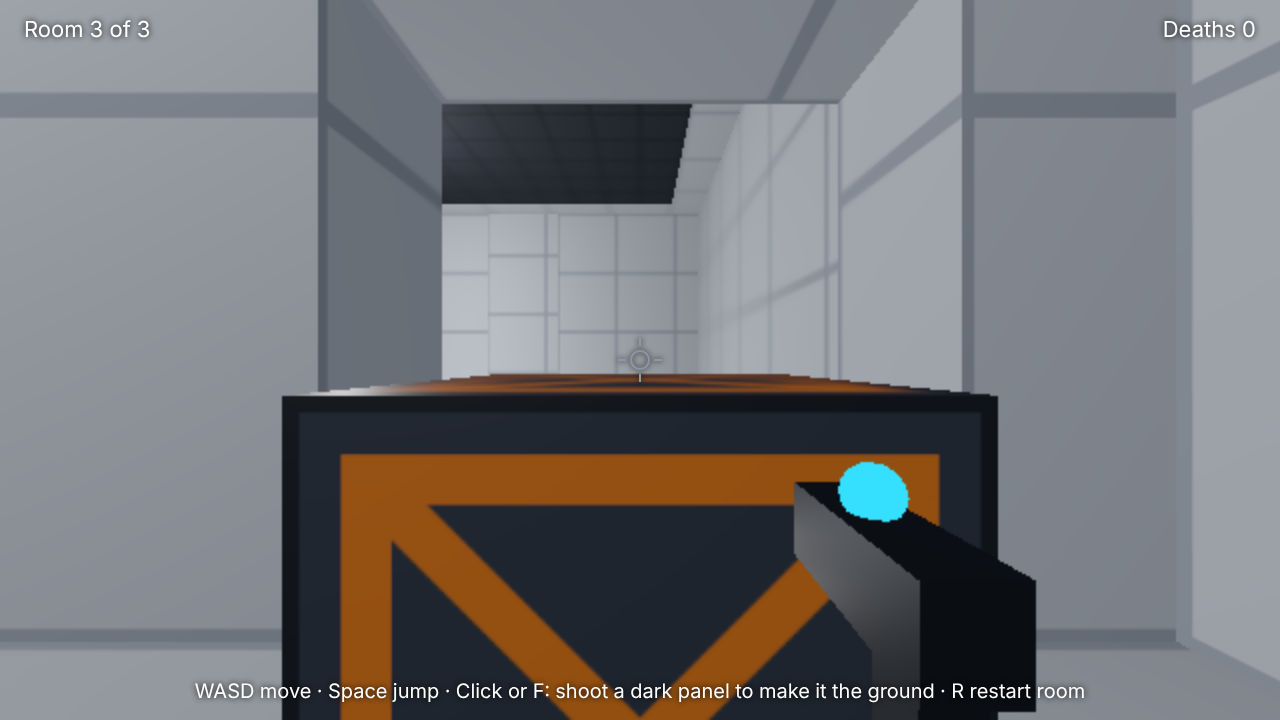 Room 3 of 3
Deaths 0
WASD move · Space jump · Click or F: shoot a dark panel to make it the ground · R restart room